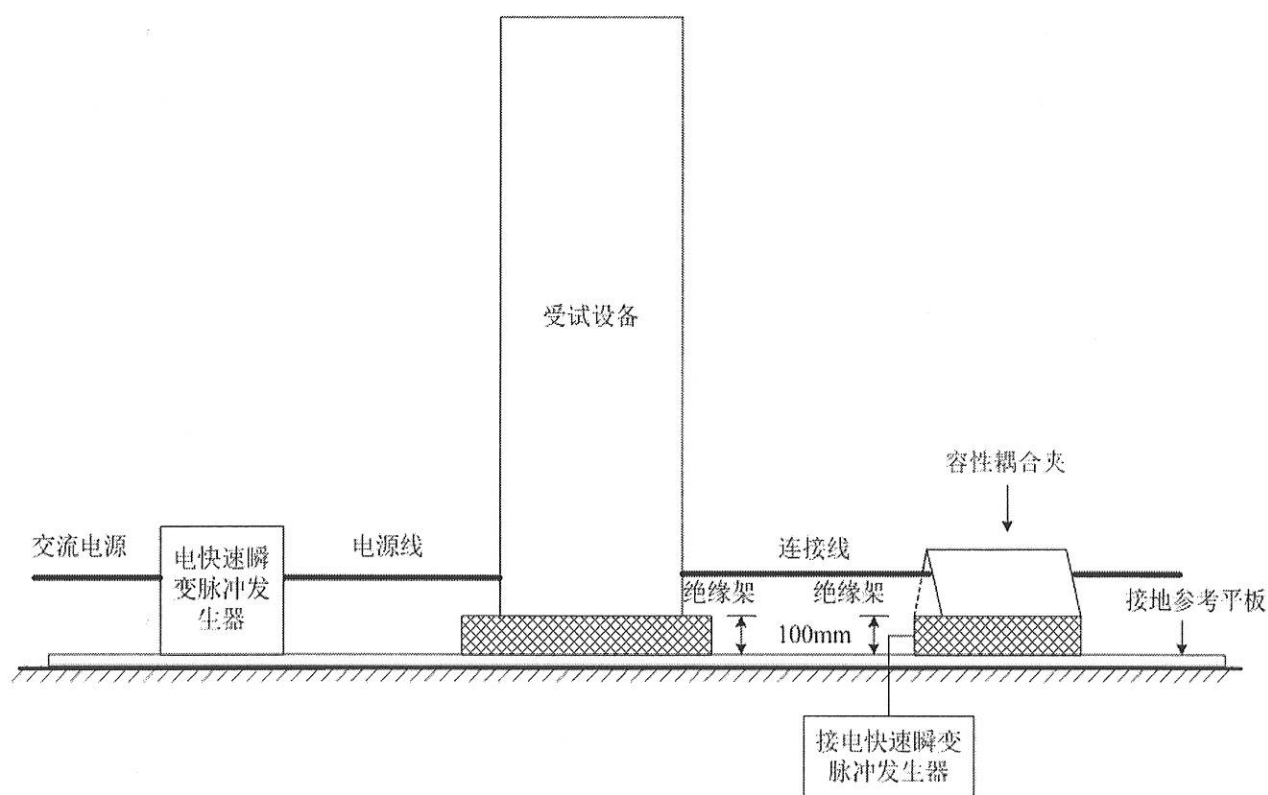 受试设备
容性耦合夹
交流电源
电快速瞬
变脉冲发
生器
电源线
连接线
绝缘架
绝缘架
接地参考平板
100mm
接电快速瞬变
脉冲发生器